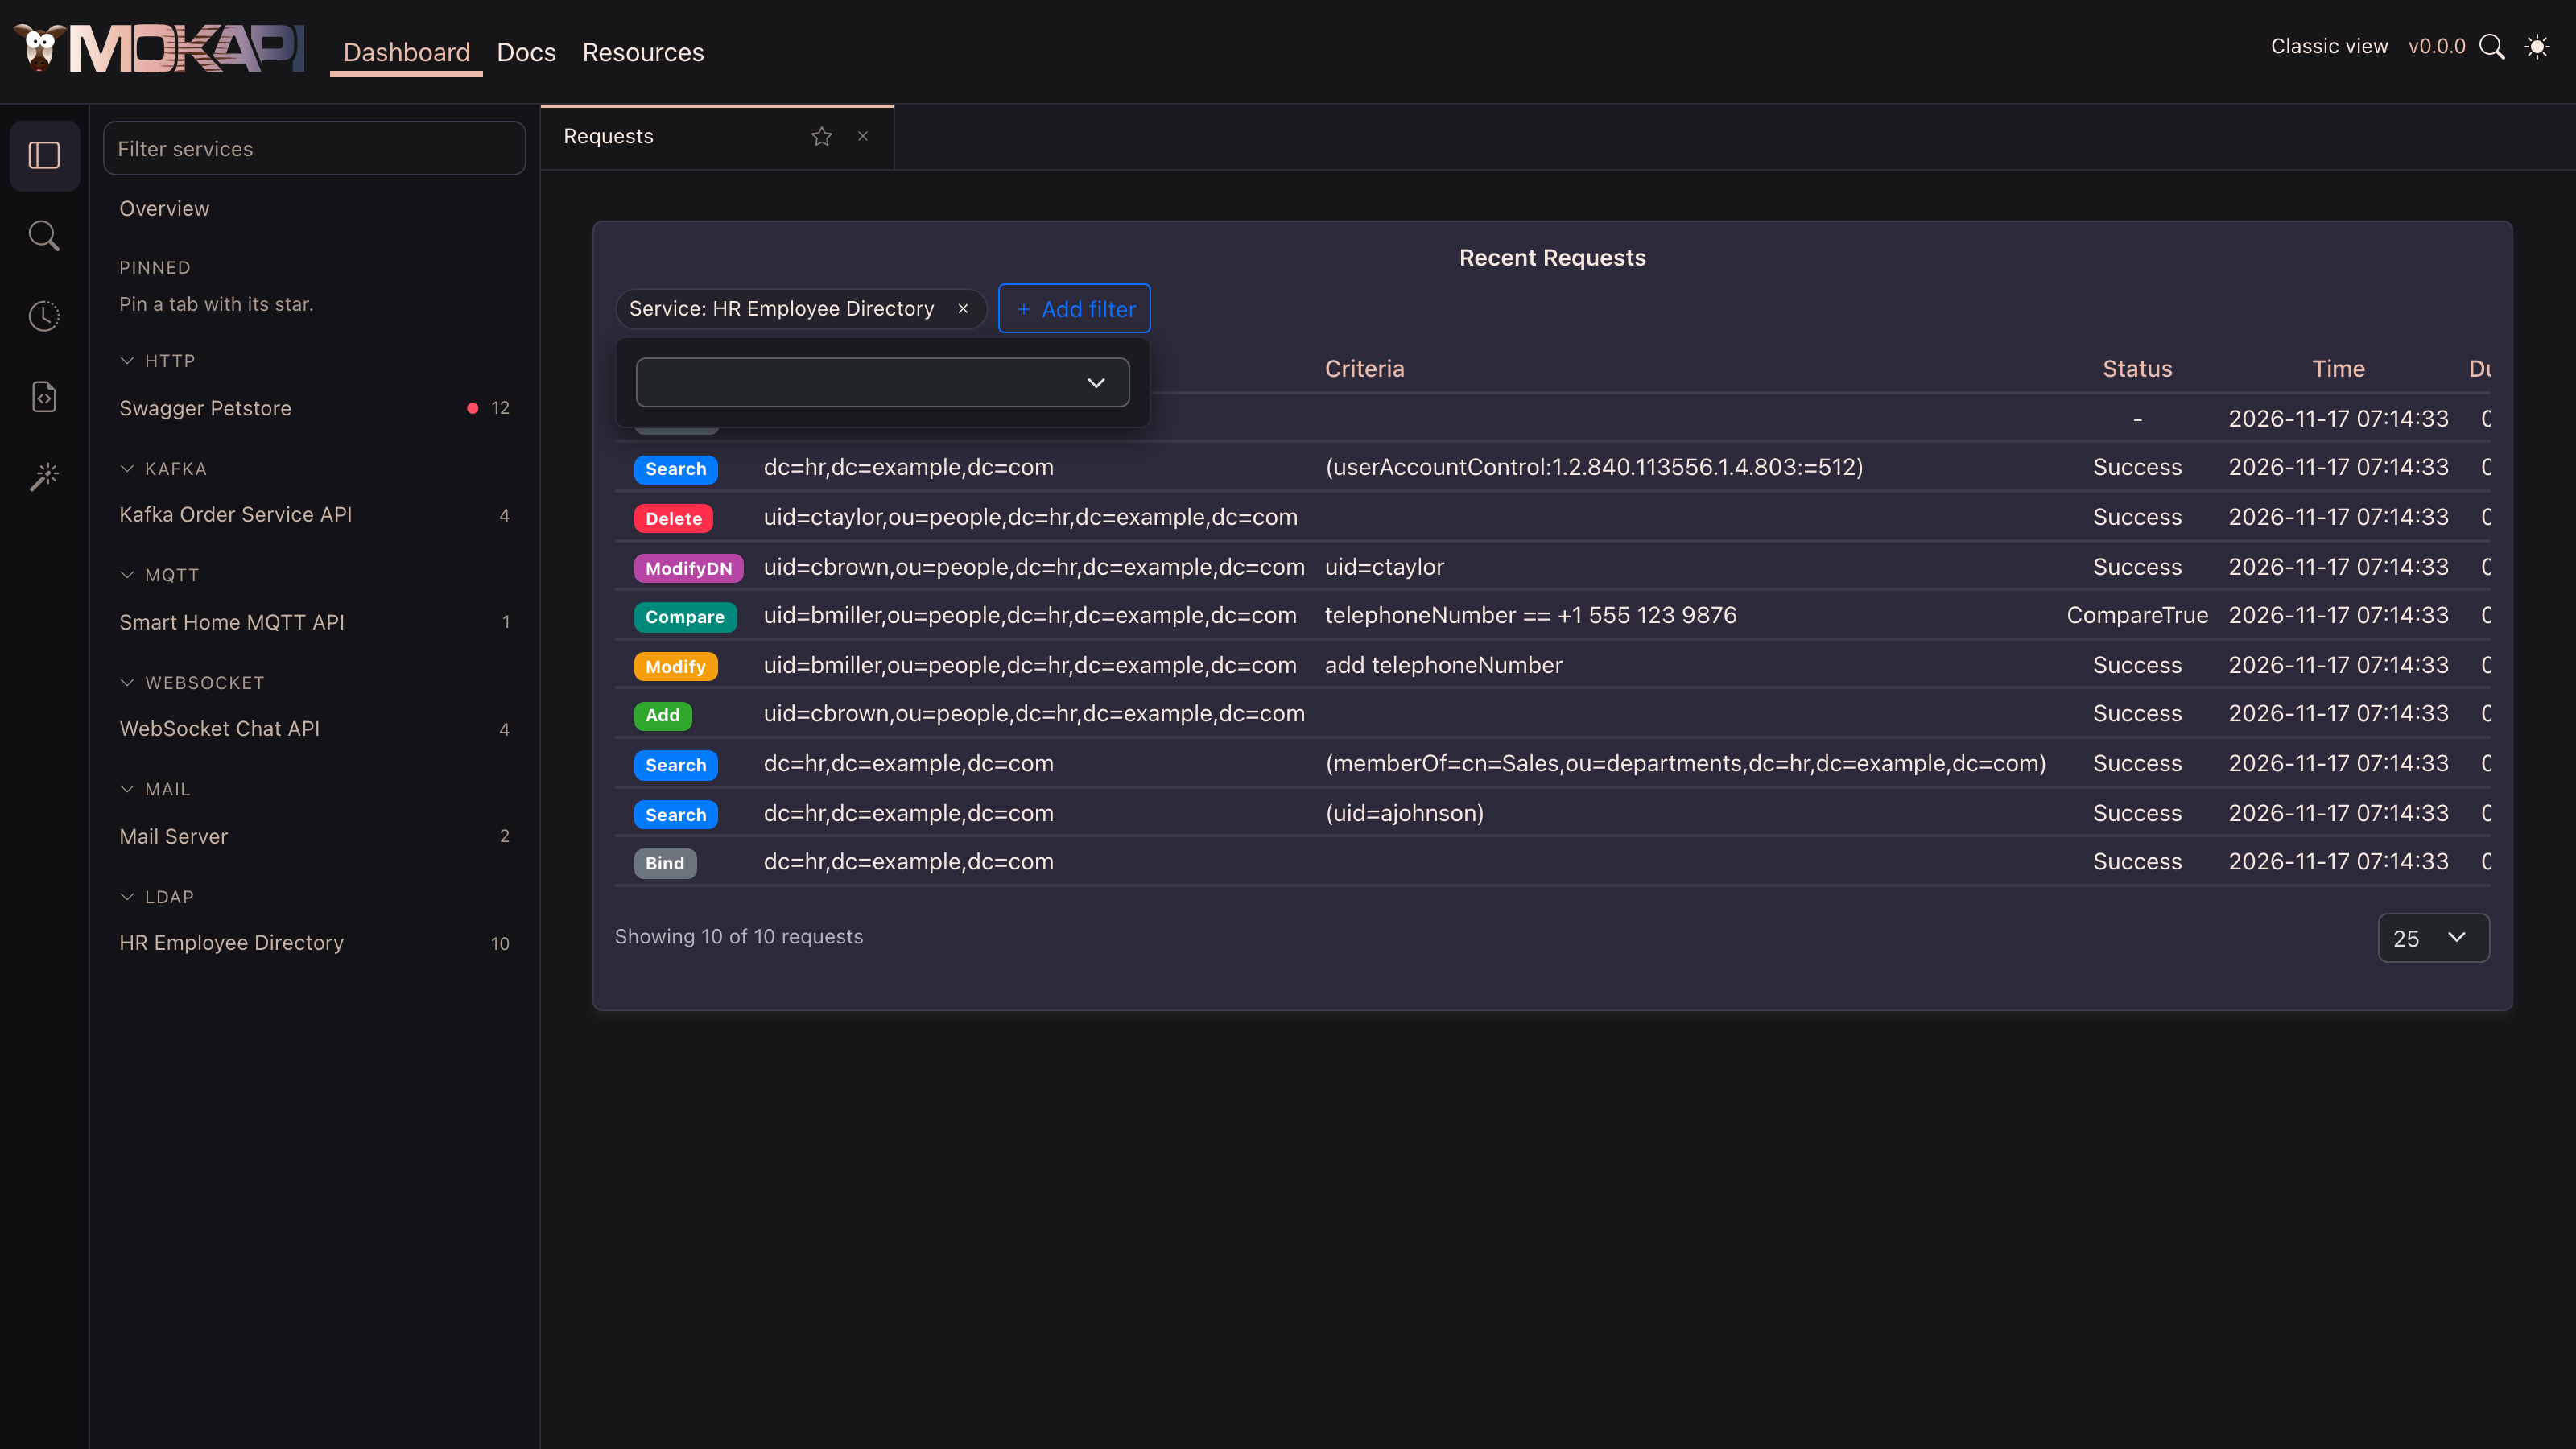 MOKAPI
Dashboard Docs Resources
Classic view v0.0.0
Filter services
Overview
PINNED
Pin a tab with its star.
HTTP
Swagger Petstore 12
KAFKA
Kafka Order Service API 4
MQTT
Smart Home MQTT API 1
WEBSOCKET
WebSocket Chat API 4
MAIL
Mail Server 2
LDAP
HR Employee Directory 10
Requests
Recent Requests
Service: HR Employee Directory × + Add filter
Criteria Status Time
- 2026-11-17 07:14:33
Search dc=hr,dc=example,dc=com (userAccountControl:1.2.840.113556.1.4.803:=512) Success 2026-11-17 07:14:33
Delete uid=ctaylor,ou=people,dc=hr,dc=example,dc=com Success 2026-11-17 07:14:33
ModifyDN uid=cbrown,ou=people,dc=hr,dc=example,dc=com uid=ctaylor Success 2026-11-17 07:14:33
Compare uid=bmiller,ou=people,dc=hr,dc=example,dc=com telephoneNumber == +1 555 123 9876 CompareTrue 2026-11-17 07:14:33
Modify uid=bmiller,ou=people,dc=hr,dc=example,dc=com add telephoneNumber Success 2026-11-17 07:14:33
Add uid=cbrown,ou=people,dc=hr,dc=example,dc=com Success 2026-11-17 07:14:33
Search dc=hr,dc=example,dc=com (memberOf=cn=Sales,ou=departments,dc=hr,dc=example,dc=com) Success 2026-11-17 07:14:33
Search dc=hr,dc=example,dc=com (uid=ajohnson) Success 2026-11-17 07:14:33
Bind dc=hr,dc=example,dc=com Success 2026-11-17 07:14:33
Showing 10 of 10 requests
25